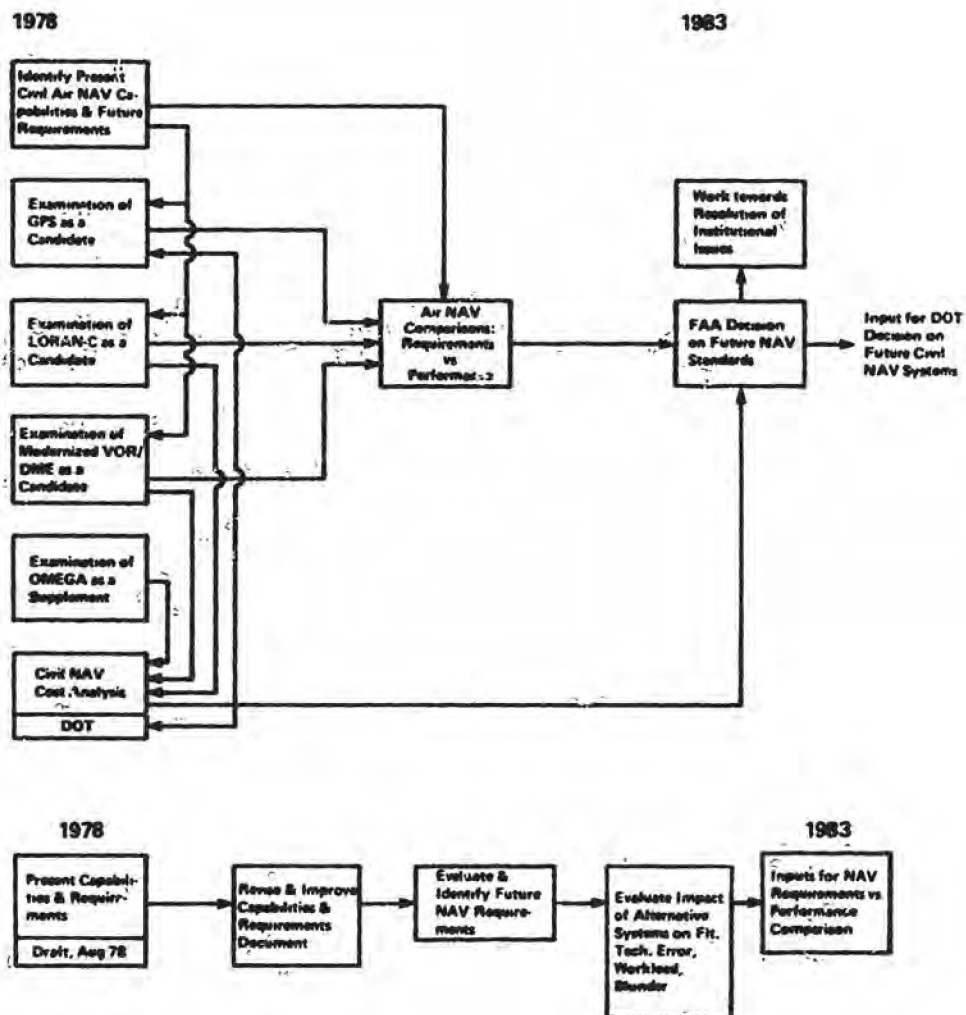 1978
1983
Identify Present
Civil Air NAV Ca-
pabilities & Future
Requirements
Examination of
GPS as a
Candidate
Examination of
LORAN-C as a
Candidate
Examination of
Modernized VOR/
DME as a
Candidate
Examination of
OMEGA as a
Supplement
Civil NAV
Cost Analysis
DOT
Air NAV
Comparisons:
Requirements
vs
Work towards
Resolution of
Institutional
Issues
FAA Decision
on Future NAV
Standards
Input for DOT
Decision on
Future Civil
NAV Systems
1978
1983
Present Capabili-
ties & Require-
ments
Draft, Aug 78
Revise & Improve
Capabilities &
Requirements
Document
Evaluate &
Identify Future
NAV Require-
ments
Evaluate Impact
of Alternative
Systems on Flt.
Tech. Error,
Workload,
Blunder
Inputs for NAV
Requirements vs.
Performance
Comparison